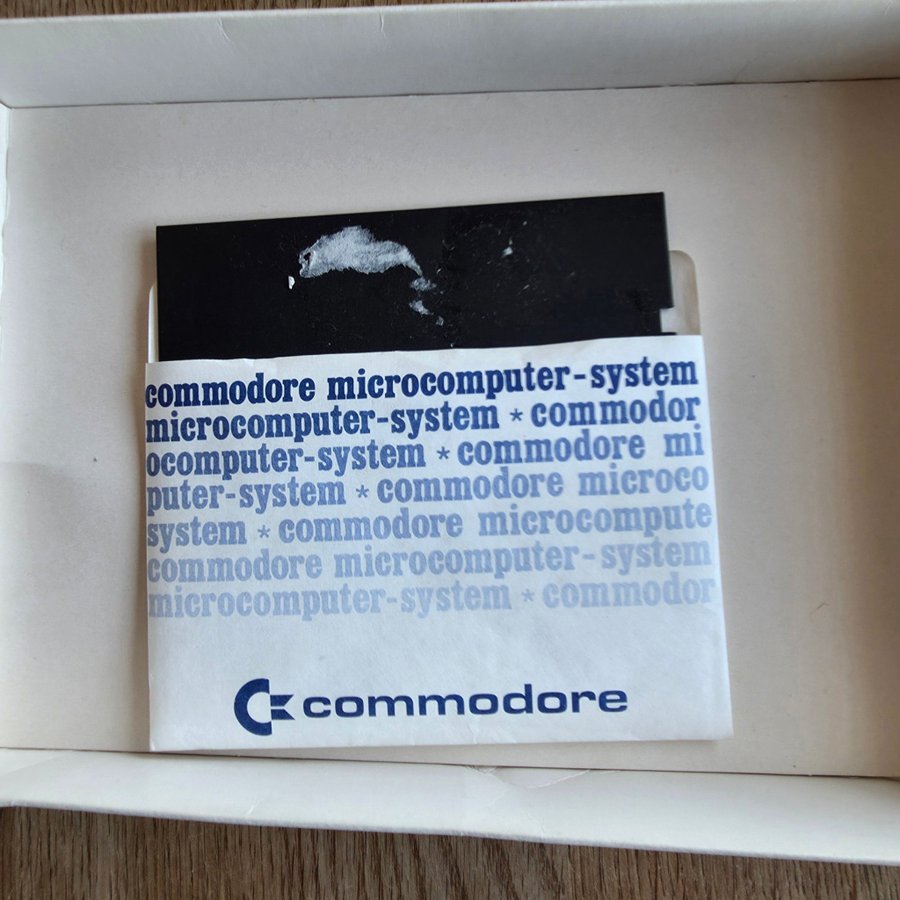 commodore microcomputer-system
microcomputer-system * commodor
ocomputer-system * commodore mi
puter-system * commodore microco
system * commodore microcompute
commodore microcomputer-system
microcomputer-system * commodor
commodore